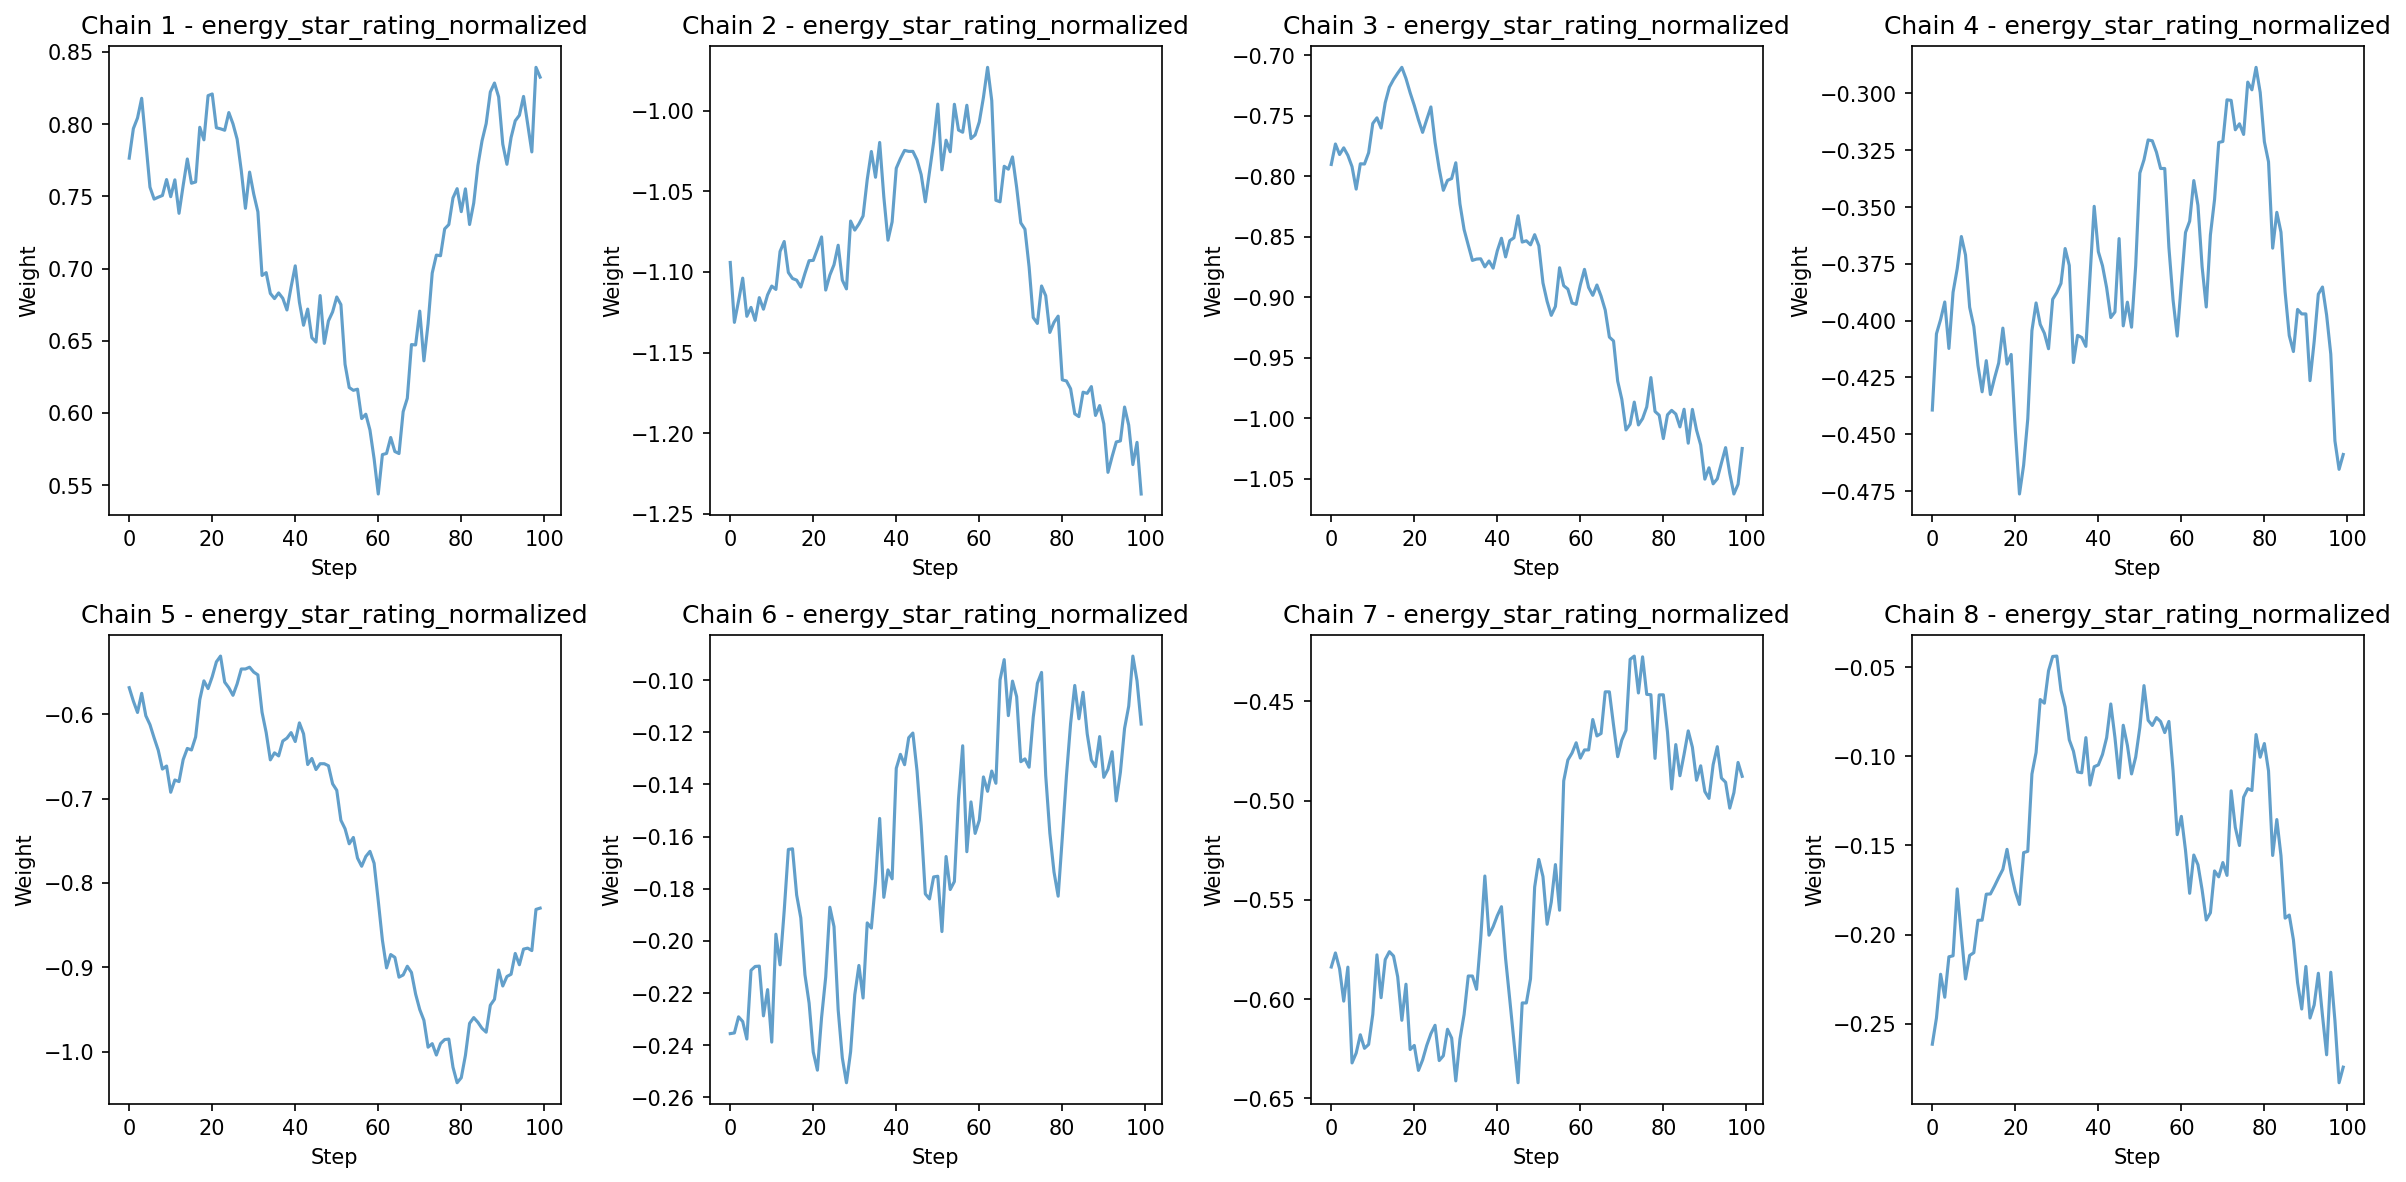 Chain 1 - energy_star_rating_normalized
Chain 2 - energy_star_rating_normalized
Chain 3 - energy_star_rating_normalized
Chain 4 - energy_star_rating_normalized
0.85
0.80
0.75
0.70
0.65
0.60
0.55
Weight
0 20 40 60 80 100
Step
−1.00
−1.05
−1.10
−1.15
−1.20
−1.25
Weight
0 20 40 60 80 100
Step
−0.70
−0.75
−0.80
−0.85
−0.90
−0.95
−1.00
−1.05
Weight
0 20 40 60 80 100
Step
−0.300
−0.325
−0.350
−0.375
−0.400
−0.425
−0.450
−0.475
Weight
0 20 40 60 80 100
Step
Chain 5 - energy_star_rating_normalized
Chain 6 - energy_star_rating_normalized
Chain 7 - energy_star_rating_normalized
Chain 8 - energy_star_rating_normalized
−0.6
−0.7
−0.8
−0.9
−1.0
Weight
0 20 40 60 80 100
Step
−0.10
−0.12
−0.14
−0.16
−0.18
−0.20
−0.22
−0.24
−0.26
Weight
0 20 40 60 80 100
Step
−0.45
−0.50
−0.55
−0.60
−0.65
Weight
0 20 40 60 80 100
Step
−0.05
−0.10
−0.15
−0.20
−0.25
Weight
0 20 40 60 80 100
Step